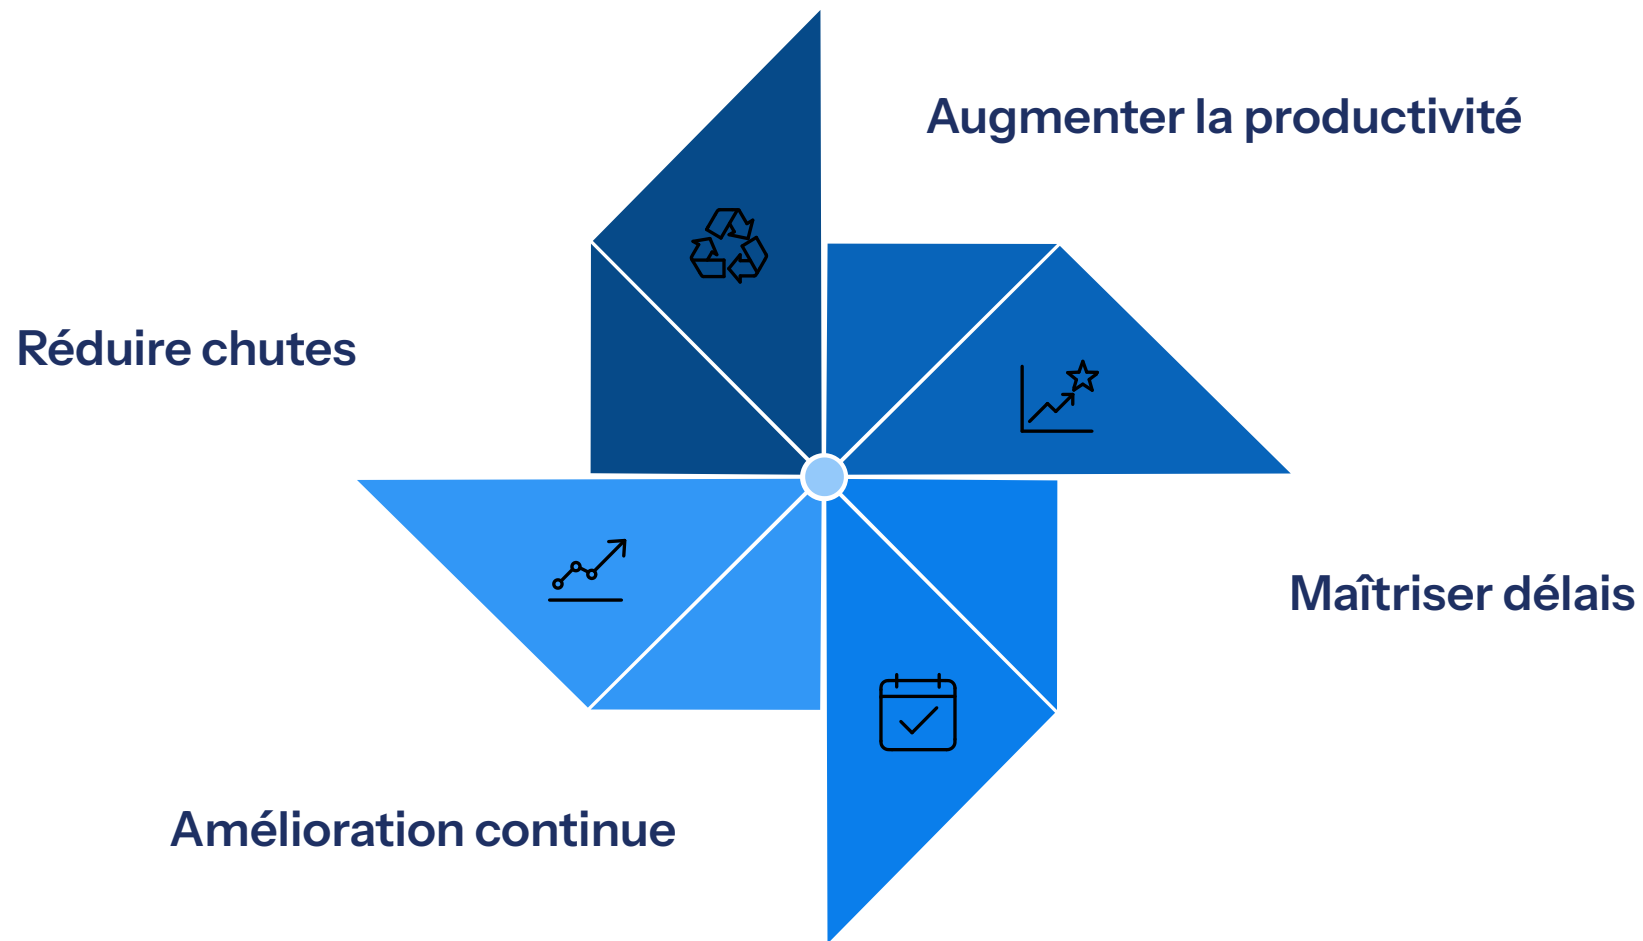 Augmenter la productivité
Réduire chutes
Maîtriser délais
Amélioration continue